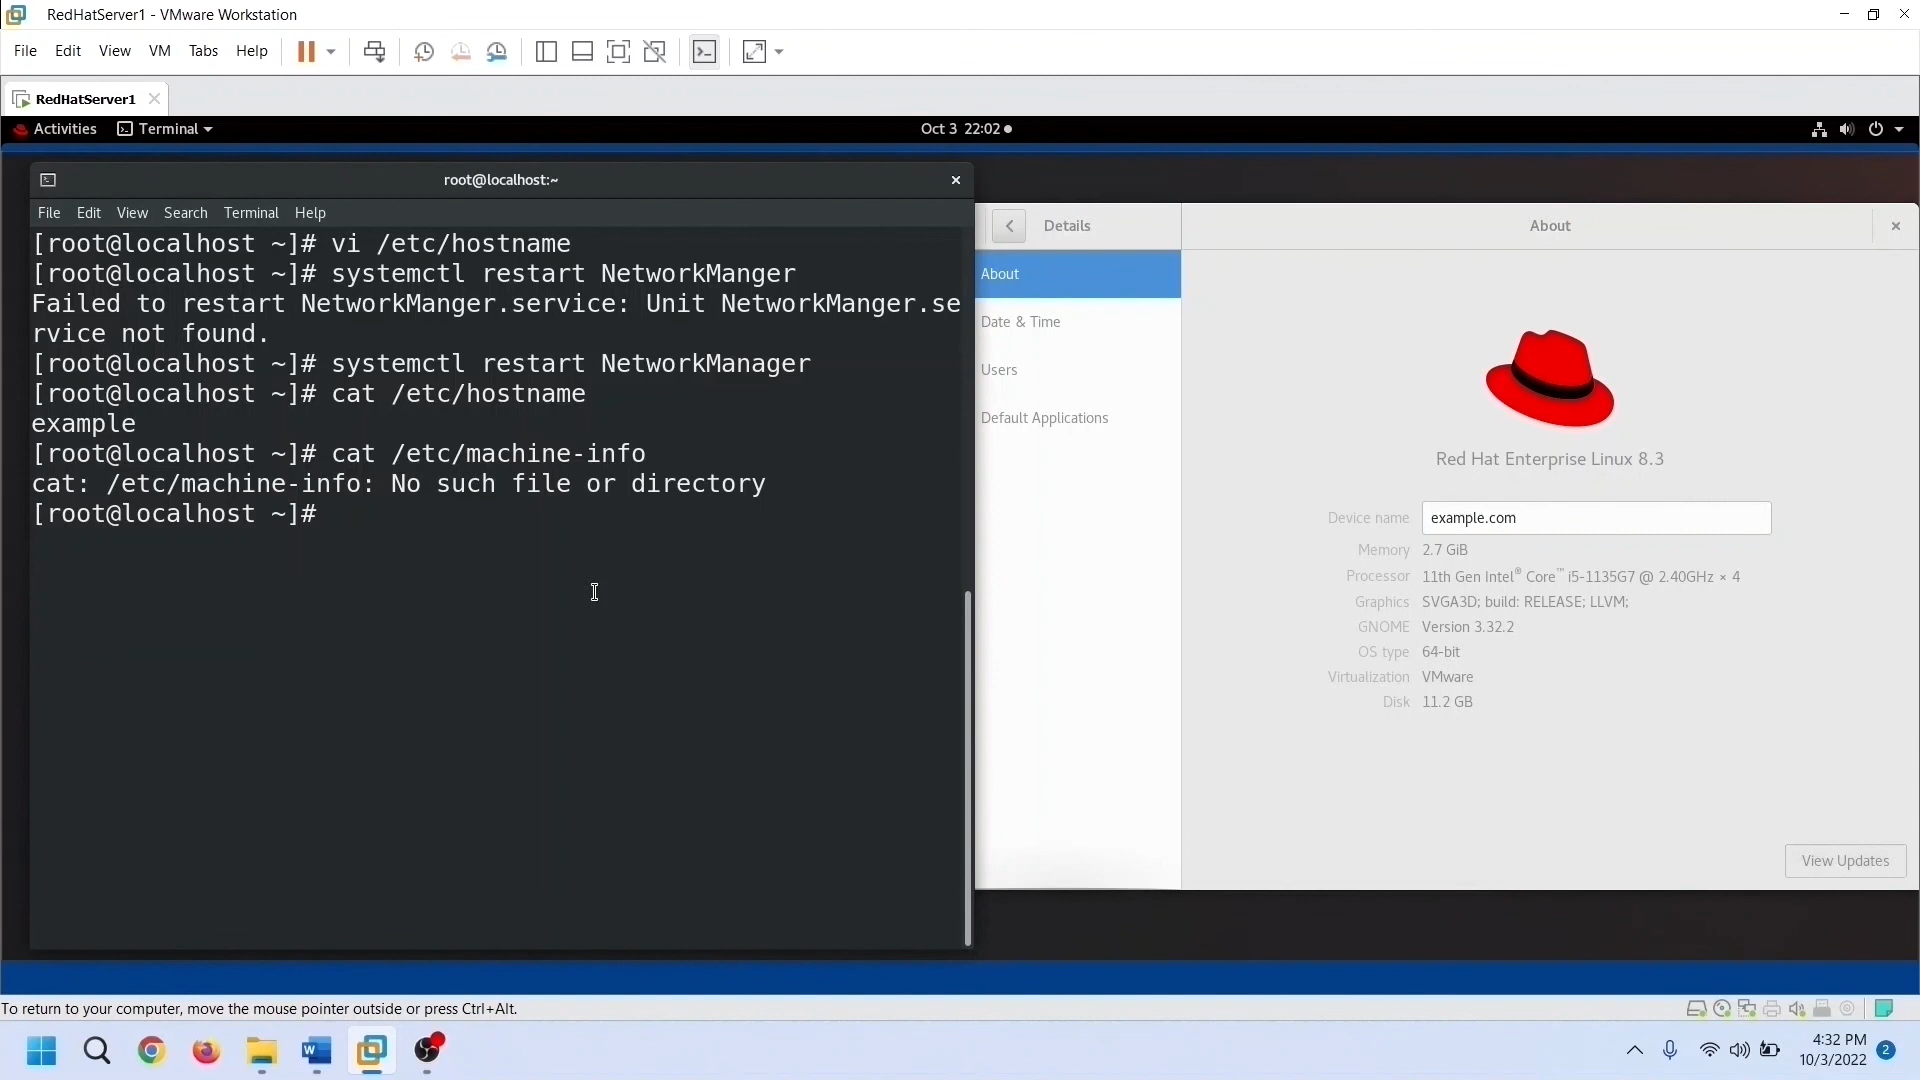 RedHatServer1 - VMware Workstation
File Edit View VM Tabs Help
RedHatServer1
Activities Terminal Oct 3 22:02
root@localhost:~
File Edit View Search Terminal Help
[root@localhost ~]# vi /etc/hostname
[root@localhost ~]# systemctl restart NetworkManger
Failed to restart NetworkManger.service: Unit NetworkManger.se
rvice not found.
[root@localhost ~]# systemctl restart NetworkManager
[root@localhost ~]# cat /etc/hostname
example
[root@localhost ~]# cat /etc/machine-info
cat: /etc/machine-info: No such file or directory
[root@localhost ~]#
Details
About
About
Date & Time
Users
Default Applications
Red Hat Enterprise Linux 8.3
Device name example.com
Memory 2.7 GiB
Processor 11th Gen Intel® Core™ i5-1135G7 @ 2.40GHz × 4
Graphics SVGA3D; build: RELEASE; LLVM;
GNOME Version 3.32.2
OS type 64-bit
Virtualization VMware
Disk 11.2 GB
View Updates
To return to your computer, move the mouse pointer outside or press Ctrl+Alt.
W
4:32 PM
10/3/2022
2